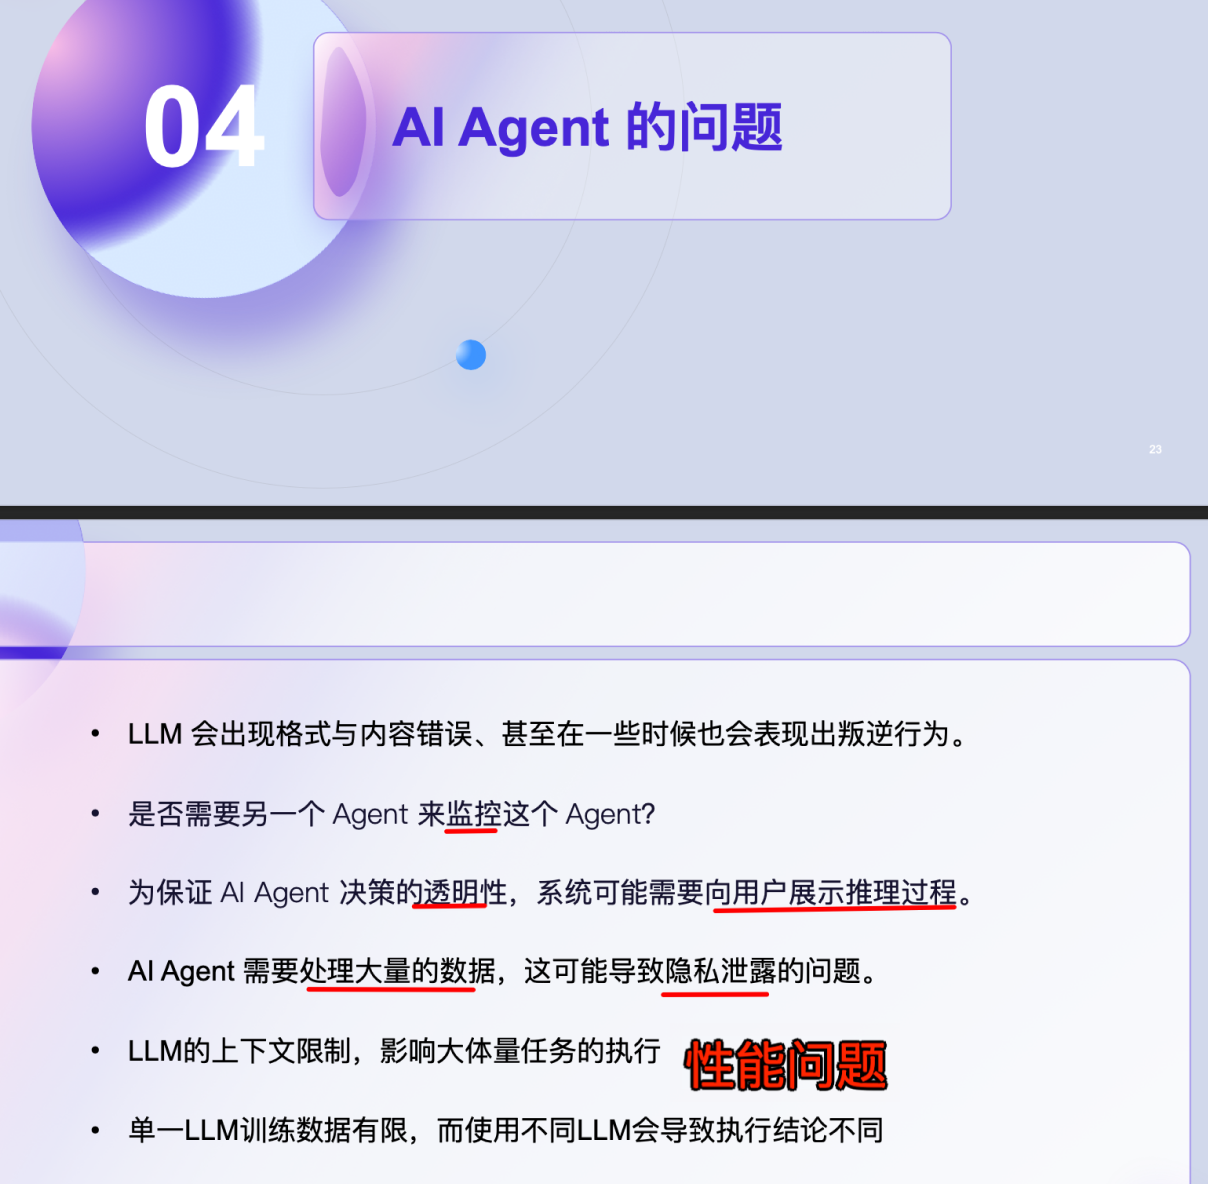 04
AI Agent 的问题
23
• LLM 会出现格式与内容错误、甚至在一些时候也会表现出叛逆行为。
• 是否需要另一个 Agent 来监控这个 Agent?
• 为保证 AI Agent 决策的透明性，系统可能需要向用户展示推理过程。
• AI Agent 需要处理大量的数据，这可能导致隐私泄露的问题。
• LLM的上下文限制，影响大体量任务的执行 性能问题
• 单一LLM训练数据有限，而使用不同LLM会导致执行结论不同